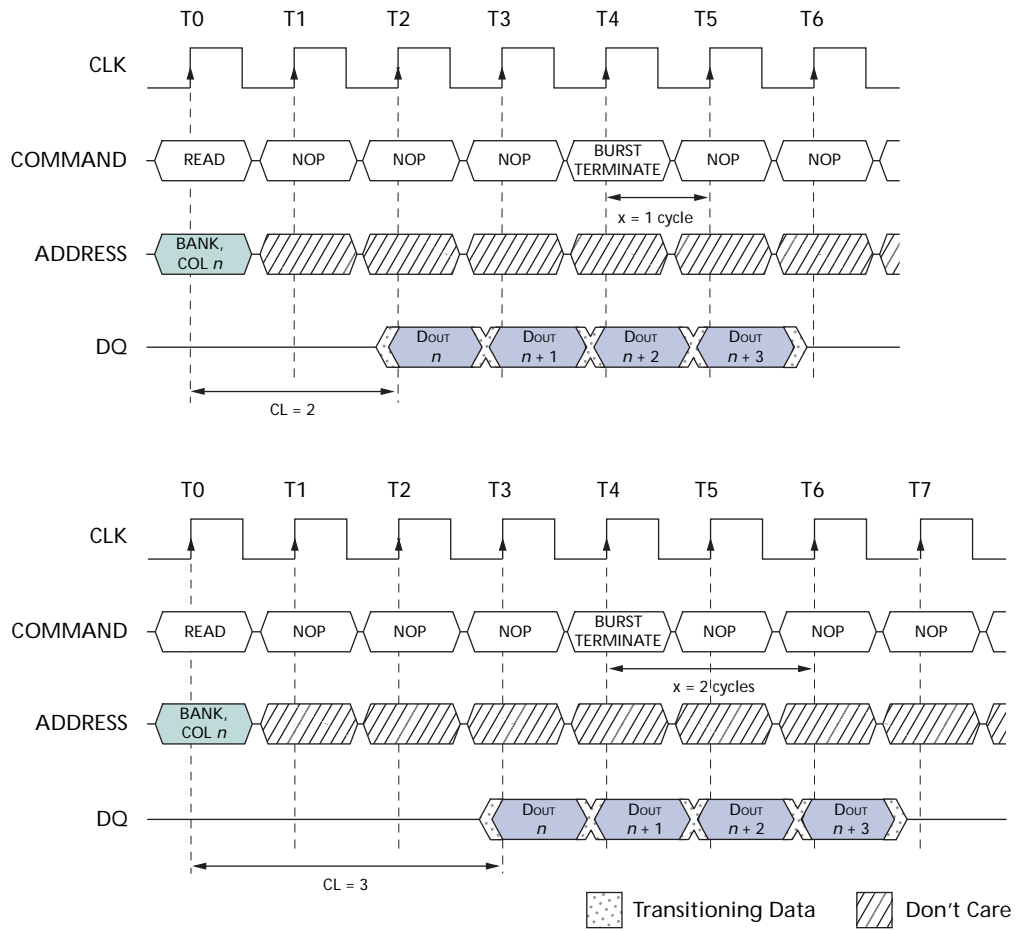 T0 T1 T2 T3 T4 T5 T6
CLK
COMMAND READ NOP NOP NOP BURST TERMINATE NOP NOP
x = 1 cycle
ADDRESS BANK, COL n
DQ DOUT n DOUT n + 1 DOUT n + 2 DOUT n + 3
CL = 2
T0 T1 T2 T3 T4 T5 T6 T7
CLK
COMMAND READ NOP NOP NOP BURST TERMINATE NOP NOP NOP
x = 2 cycles
ADDRESS BANK, COL n
DQ DOUT n DOUT n + 1 DOUT n + 2 DOUT n + 3
CL = 3
Transitioning Data Don't Care